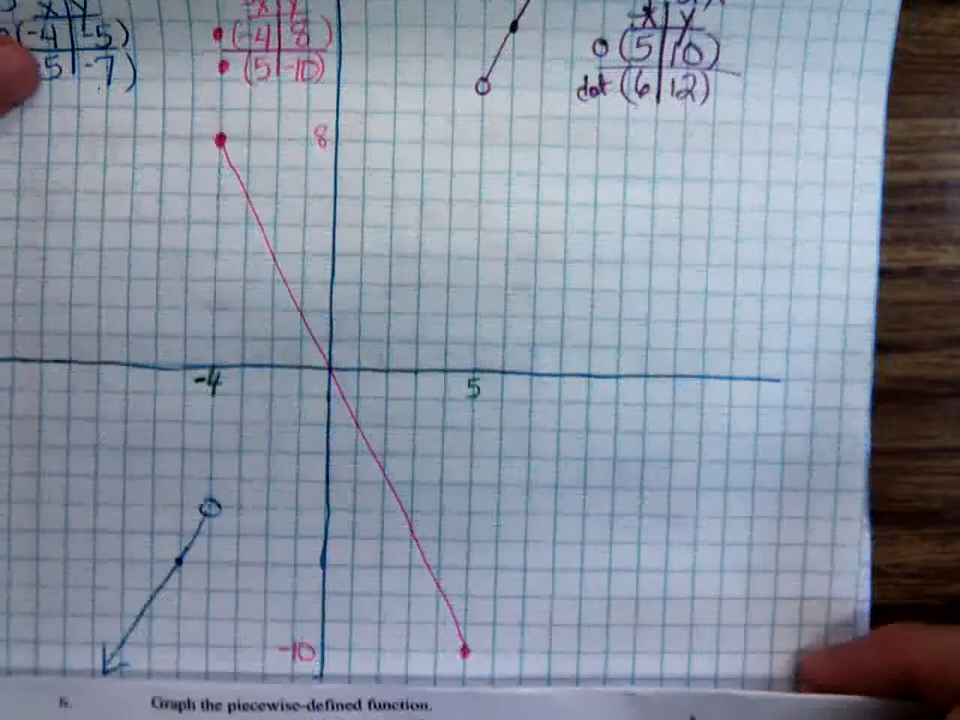 x | y
(-4 | -5)
5 | -7)
x | y
(-4 | 8)
(5 | -10)
x | y
(5 | 10)
dot (6 | 12)
8
-4
5
-10
Graph the piecewise-defined function.